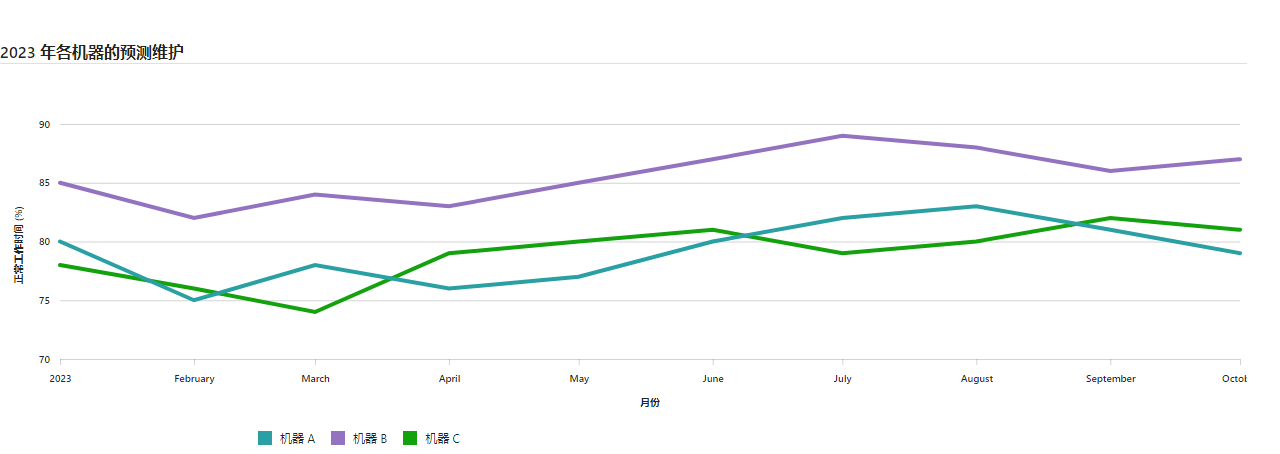 2023 年各机器的预测维护
90
85
80
75
70
正常工作时间 (%)
2023 February March April May June July August September Octob
月份
机器 A 机器 B 机器 C